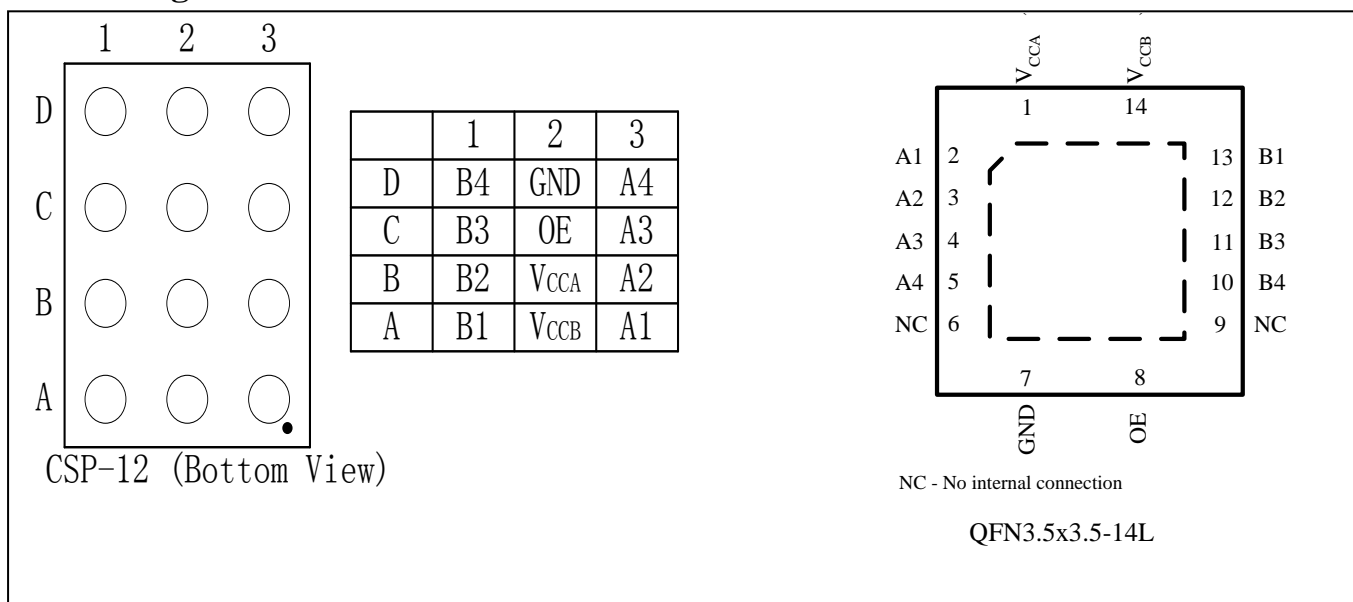 1 2 3
D
C
B
A
CSP-12 (Bottom View)
1 2 3
D B4 GND A4
C B3 OE A3
B B2 VCCA A2
A B1 VCCB A1
VCCA VCCB
1 14
A1 2 13 B1
A2 3 12 B2
A3 4 11 B3
A4 5 10 B4
NC 6 9 NC
7 8
GND OE
NC - No internal connection
QFN3.5x3.5-14L